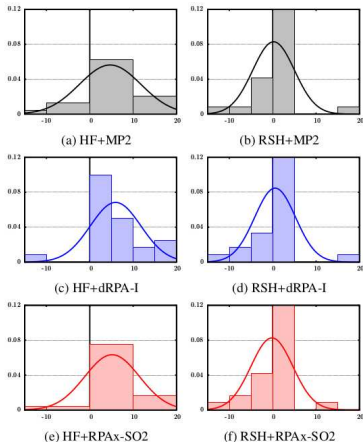 0.12 0.12
0.08 0.08
0.04 0.04
0 0
-10 0 10 20 -10 0 10 20
(a) HF+MP2 (b) RSH+MP2
0.12 0.12
0.08 0.08
0.04 0.04
0 0
-10 0 10 20 -10 0 10 20
(c) HF+dRPA-I (d) RSH+dRPA-I
0.12 0.12
0.08 0.08
0.04 0.04
0 0
-10 0 10 20 -10 0 10 20
(e) HF+RPAx-SO2 (f) RSH+RPAx-SO2